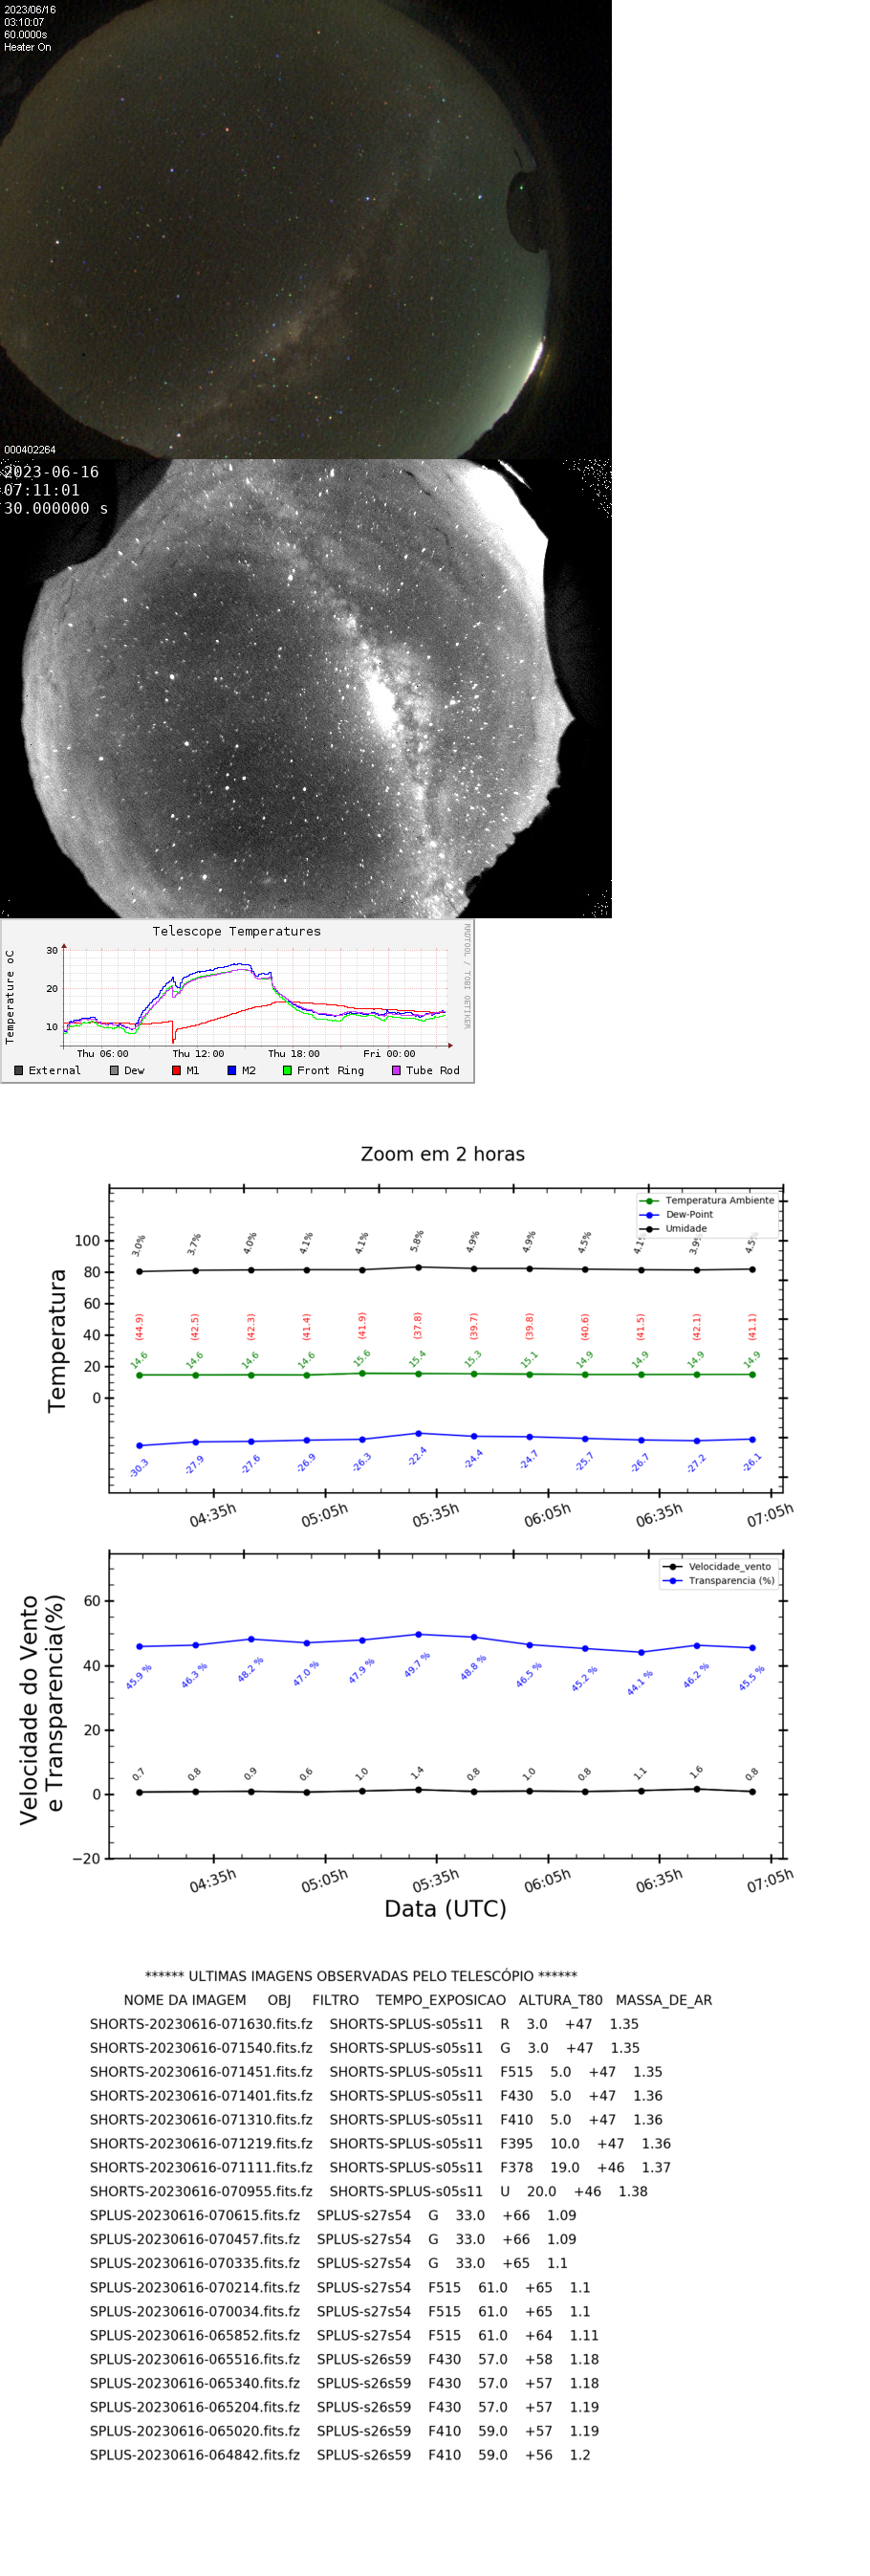 2023/06/16
03:10:07
60.0000s
Heater On
000402264
2023-06-16
07:11:01
30.000000 s
Telescope Temperatures
RRDTOOL / TOBI OETIKER
Temperature oC
30
20
10
Thu 06:00 Thu 12:00 Thu 18:00 Fri 00:00
External Dew M1 M2 Front Ring Tube Rod
Zoom em 2 horas
Temperatura Ambiente
Dew-Point
Umidade
Temperatura
100
80
60
40
20
0
3.0% 3.7% 4.0% 4.1% 4.1% 5.8% 4.9% 4.9% 4.5% 4.1% 3.9% 4.5%
(44.9) (42.5) (42.3) (41.4) (41.9) (37.8) (39.7) (39.8) (40.6) (41.5) (42.1) (41.1)
14.6 14.6 14.6 14.6 15.6 15.4 15.3 15.1 14.9 14.9 14.9 14.9
-30.3 -27.9 -27.6 -26.9 -26.3 -22.4 -24.4 -24.7 -25.7 -26.7 -27.2 -26.1
04:35h 05:05h 05:35h 06:05h 06:35h 07:05h
Velocidade_vento
Transparencia (%)
Velocidade do Vento
e Transparencia(%)
60
40
20
0
−20
45.9 % 46.3 % 48.2 % 47.0 % 47.9 % 49.7 % 48.8 % 46.5 % 45.2 % 44.1 % 46.2 % 45.5 %
0.7 0.8 0.9 0.6 1.0 1.4 0.8 1.0 0.8 1.1 1.6 0.8
04:35h 05:05h 05:35h 06:05h 06:35h 07:05h
Data (UTC)
****** ULTIMAS IMAGENS OBSERVADAS PELO TELESCÓPIO ******
NOME DA IMAGEM OBJ FILTRO TEMPO_EXPOSICAO ALTURA_T80 MASSA_DE_AR
SHORTS-20230616-071630.fits.fz SHORTS-SPLUS-s05s11 R 3.0 +47 1.35
SHORTS-20230616-071540.fits.fz SHORTS-SPLUS-s05s11 G 3.0 +47 1.35
SHORTS-20230616-071451.fits.fz SHORTS-SPLUS-s05s11 F515 5.0 +47 1.35
SHORTS-20230616-071401.fits.fz SHORTS-SPLUS-s05s11 F430 5.0 +47 1.36
SHORTS-20230616-071310.fits.fz SHORTS-SPLUS-s05s11 F410 5.0 +47 1.36
SHORTS-20230616-071219.fits.fz SHORTS-SPLUS-s05s11 F395 10.0 +47 1.36
SHORTS-20230616-071111.fits.fz SHORTS-SPLUS-s05s11 F378 19.0 +46 1.37
SHORTS-20230616-070955.fits.fz SHORTS-SPLUS-s05s11 U 20.0 +46 1.38
SPLUS-20230616-070615.fits.fz SPLUS-s27s54 G 33.0 +66 1.09
SPLUS-20230616-070457.fits.fz SPLUS-s27s54 G 33.0 +66 1.09
SPLUS-20230616-070335.fits.fz SPLUS-s27s54 G 33.0 +65 1.1
SPLUS-20230616-070214.fits.fz SPLUS-s27s54 F515 61.0 +65 1.1
SPLUS-20230616-070034.fits.fz SPLUS-s27s54 F515 61.0 +65 1.1
SPLUS-20230616-065852.fits.fz SPLUS-s27s54 F515 61.0 +64 1.11
SPLUS-20230616-065516.fits.fz SPLUS-s26s59 F430 57.0 +58 1.18
SPLUS-20230616-065340.fits.fz SPLUS-s26s59 F430 57.0 +57 1.18
SPLUS-20230616-065204.fits.fz SPLUS-s26s59 F430 57.0 +57 1.19
SPLUS-20230616-065020.fits.fz SPLUS-s26s59 F410 59.0 +57 1.19
SPLUS-20230616-064842.fits.fz SPLUS-s26s59 F410 59.0 +56 1.2